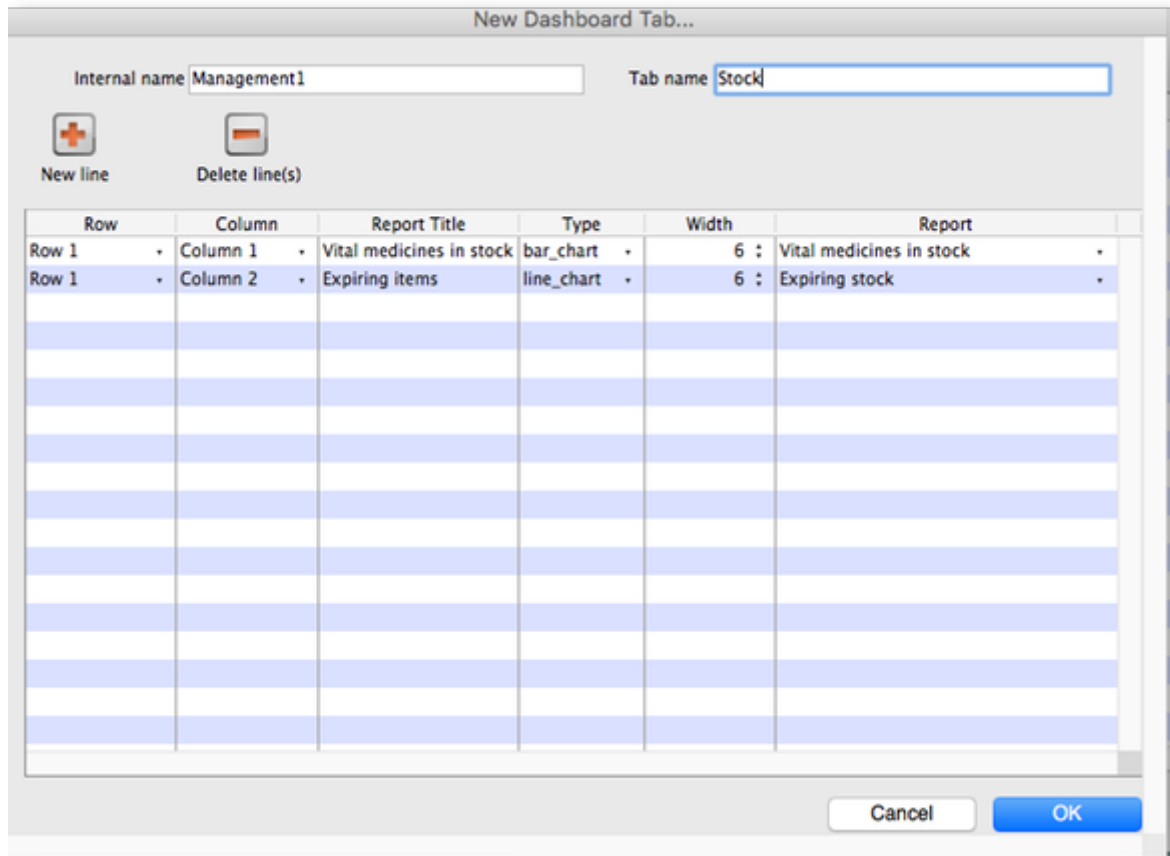 New Dashboard Tab...
Internal name Management1 Tab name Stock
New line Delete line(s)
Row Column Report Title Type Width Report
Row 1 Column 1 Vital medicines in stock bar_chart 6 Vital medicines in stock
Row 1 Column 2 Expiring items line_chart 6 Expiring stock
Cancel OK